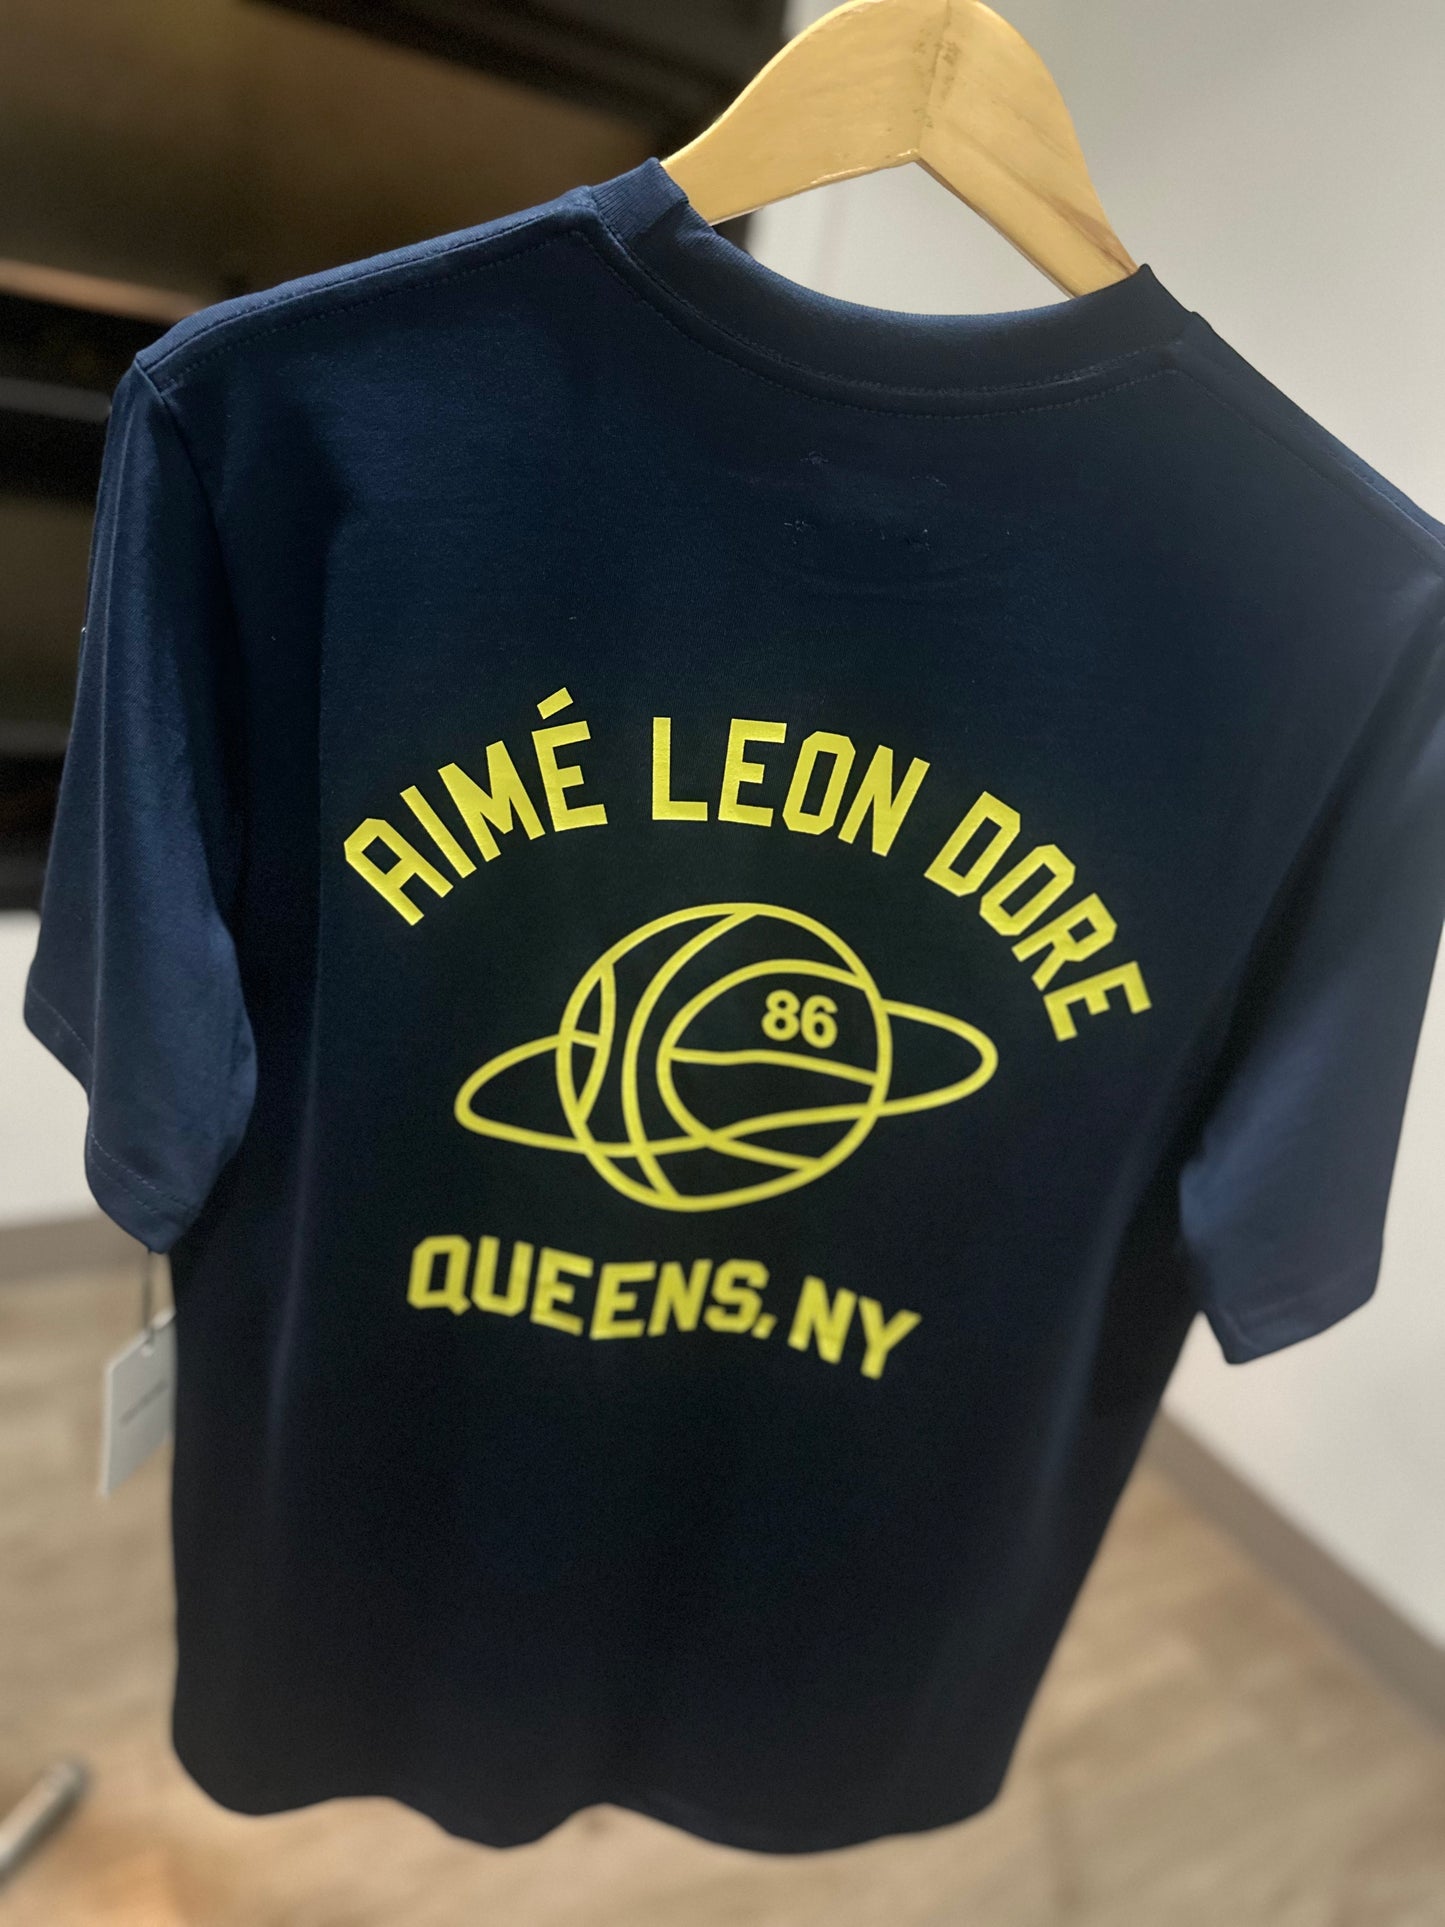 AIMÉ LEON DORE
86
QUEENS, NY